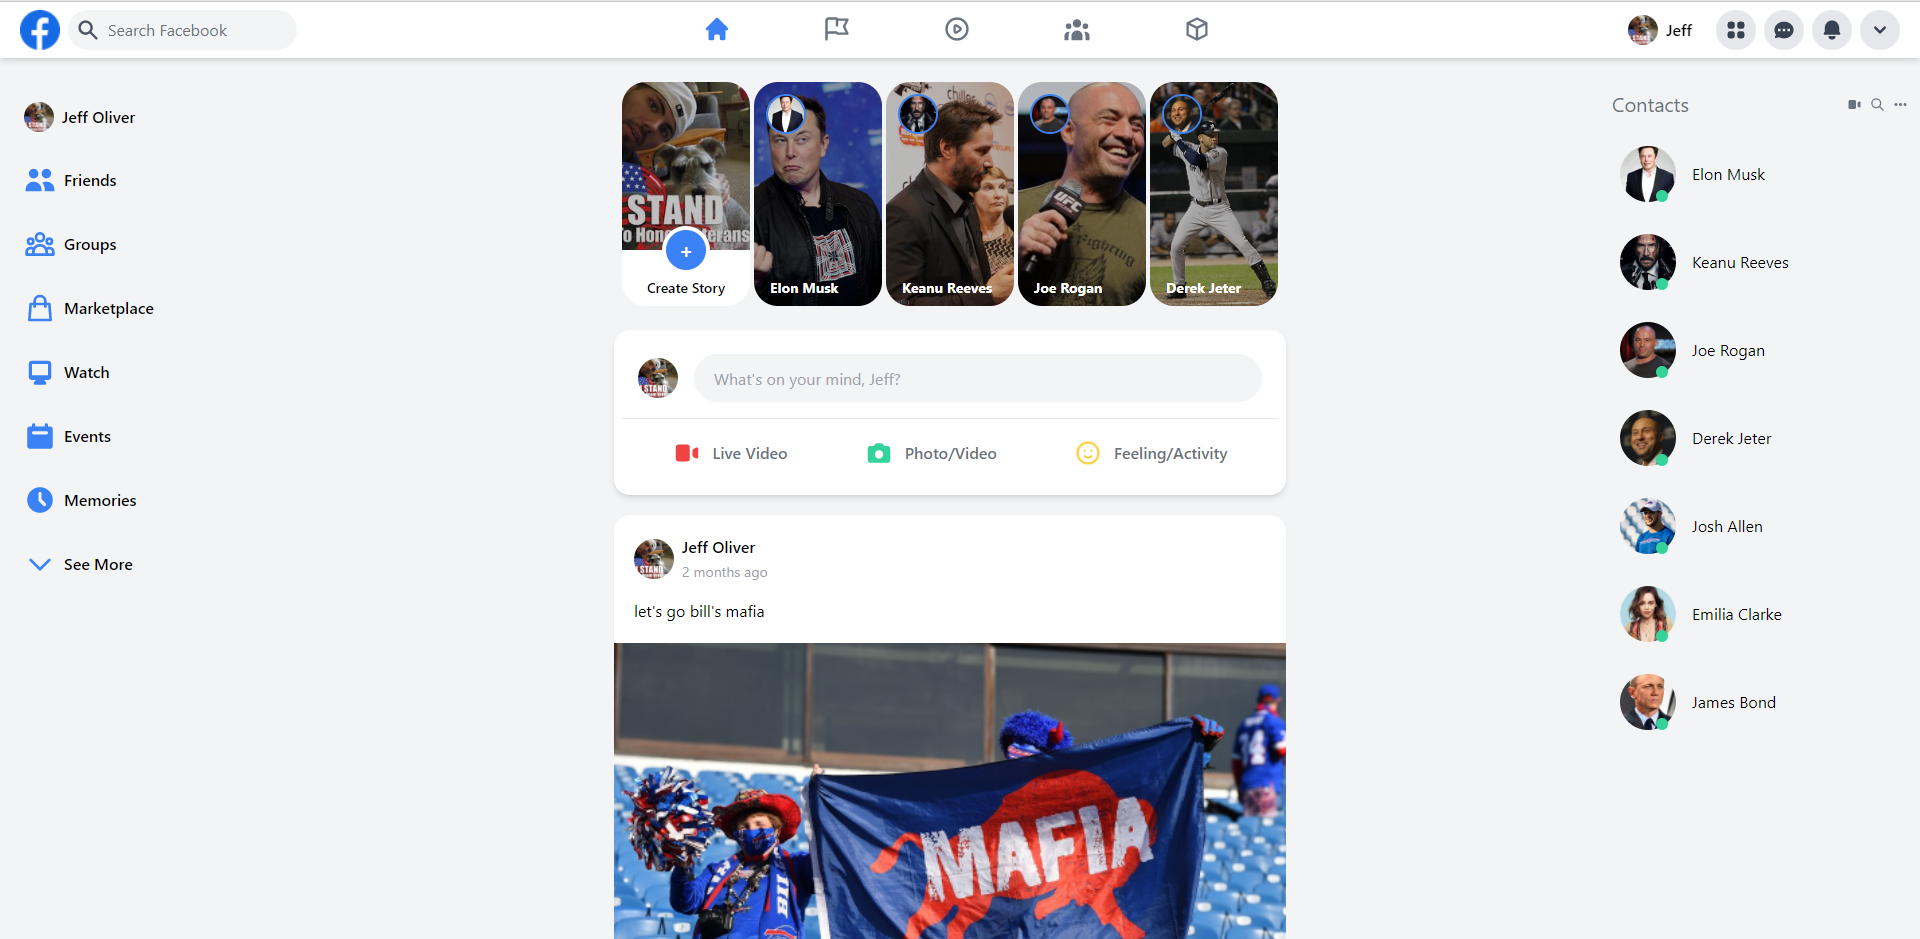 Search Facebook
Jeff
Jeff Oliver
Friends
Groups
Marketplace
Watch
Events
Memories
See More
STAND
Create Story
Elon Musk
Keanu Reeves
UFC
Joe Rogan
Derek Jeter
What's on your mind, Jeff?
Live Video
Photo/Video
Feeling/Activity
Jeff Oliver
2 months ago
let's go bill's mafia
MAFIA
Contacts
Elon Musk
Keanu Reeves
Joe Rogan
Derek Jeter
Josh Allen
Emilia Clarke
James Bond